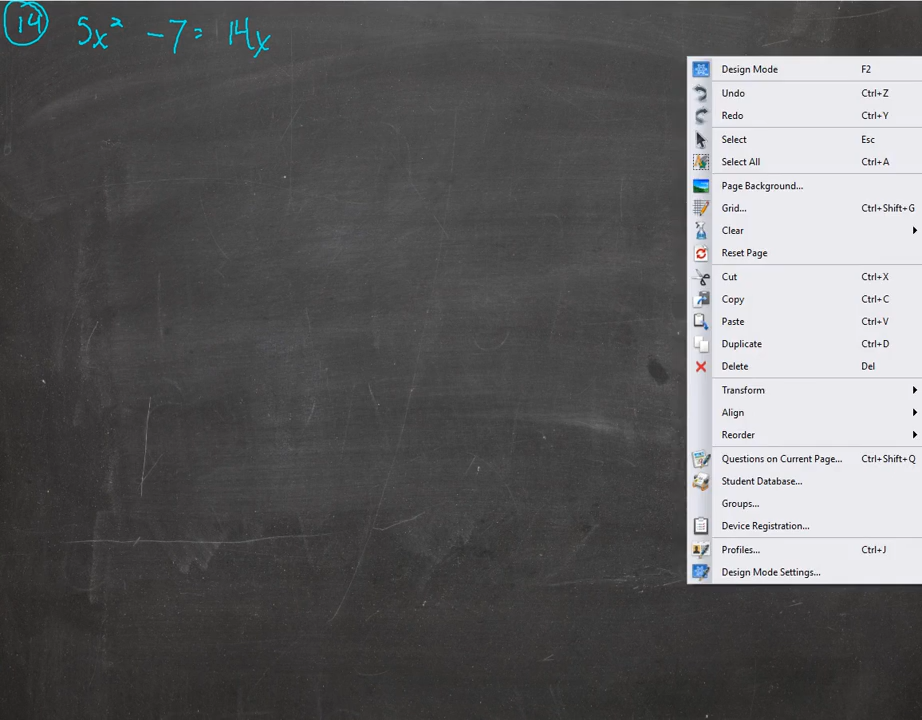 ⑭ 5x² - 7 = 14x
Design Mode F2
Undo Ctrl+Z
Redo Ctrl+Y
Select Esc
Select All Ctrl+A
Page Background...
Grid... Ctrl+Shift+G
Clear
Reset Page
Cut Ctrl+X
Copy Ctrl+C
Paste Ctrl+V
Duplicate Ctrl+D
Delete Del
Transform
Align
Reorder
Questions on Current Page... Ctrl+Shift+Q
Student Database...
Groups...
Device Registration...
Profiles... Ctrl+J
Design Mode Settings...